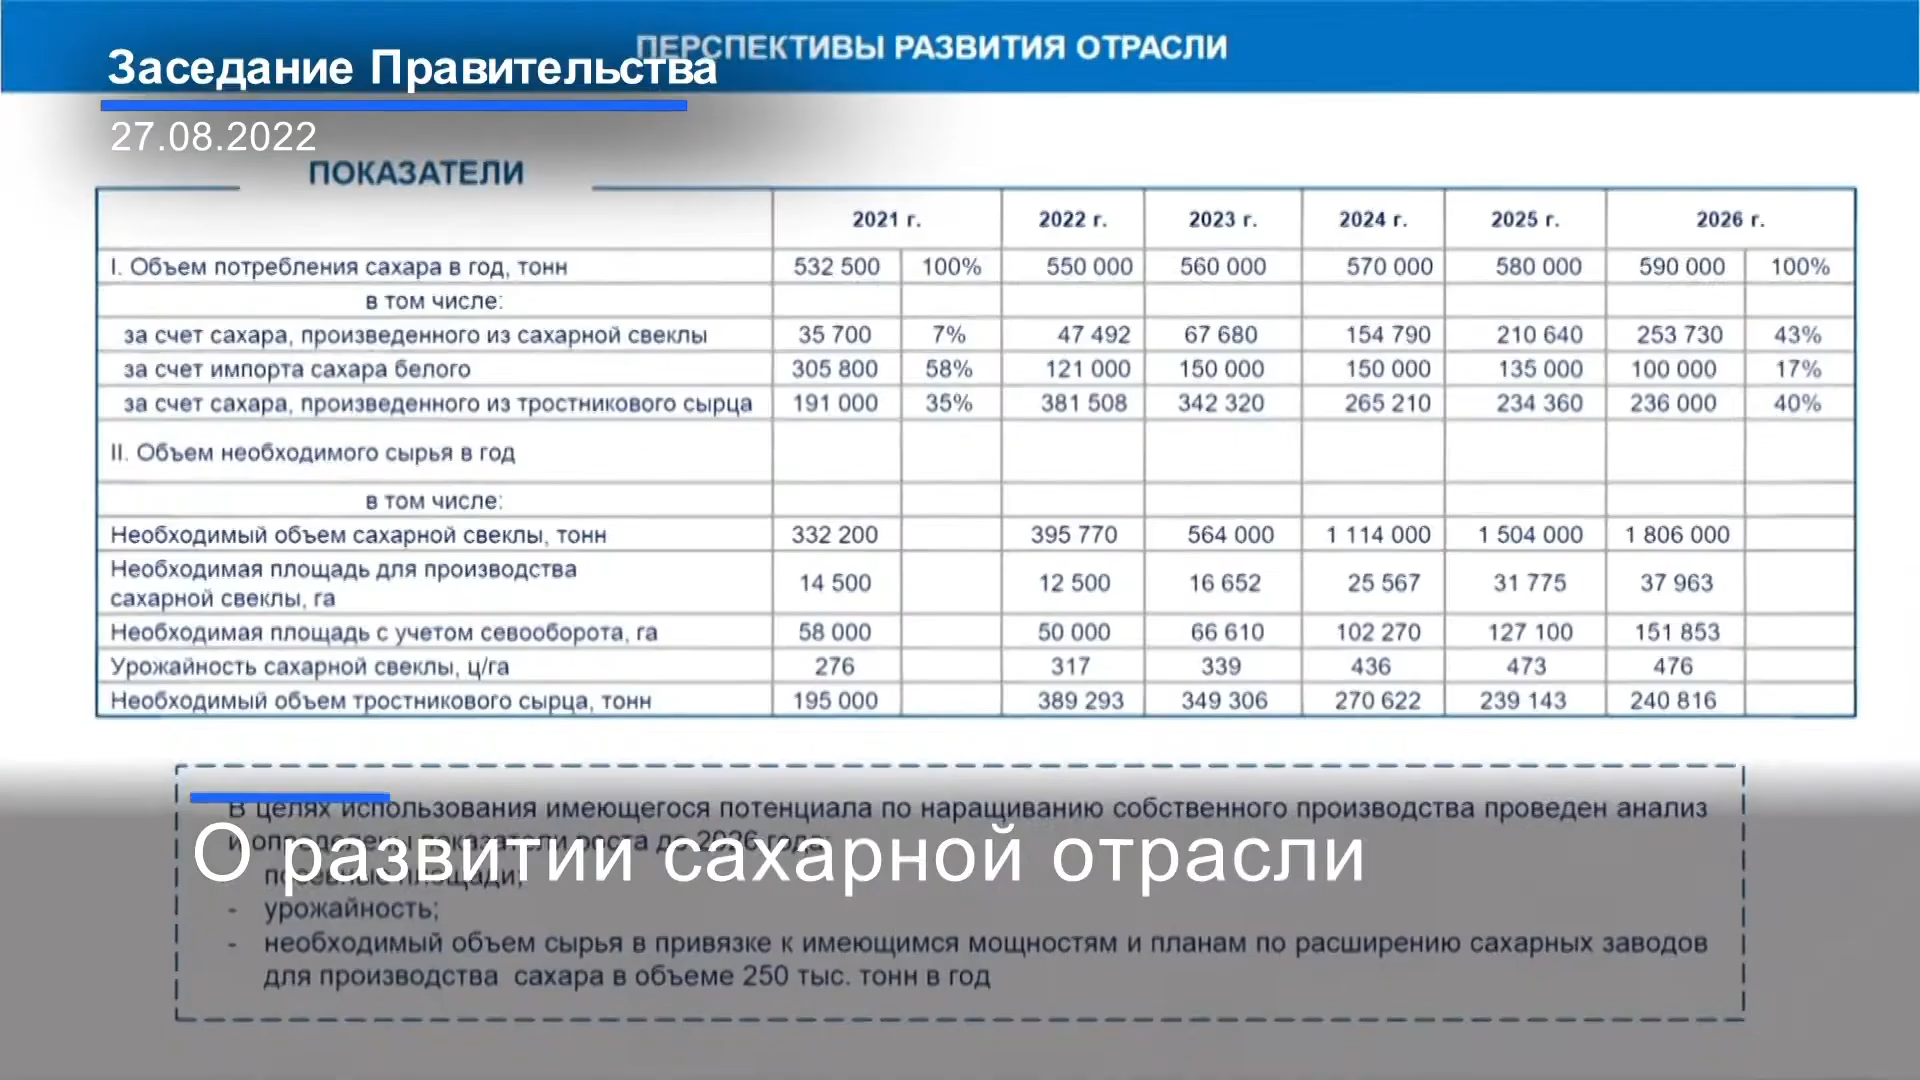 ПЕРСПЕКТИВЫ РАЗВИТИЯ ОТРАСЛИ
Заседание Правительства
27.08.2022
ПОКАЗАТЕЛИ
2021 г. 2022 г. 2023 г. 2024 г. 2025 г. 2026 г.
I. Объем потребления сахара в год, тонн 532 500 100% 550 000 560 000 570 000 580 000 590 000 100%
в том числе:
за счет сахара, произведенного из сахарной свеклы 35 700 7% 47 492 67 680 154 790 210 640 253 730 43%
за счет импорта сахара белого 305 800 58% 121 000 150 000 150 000 135 000 100 000 17%
за счет сахара, произведенного из тростникового сырца 191 000 35% 381 508 342 320 265 210 234 360 236 000 40%
II. Объем необходимого сырья в год
в том числе:
Необходимый объем сахарной свеклы, тонн 332 200 395 770 564 000 1 114 000 1 504 000 1 806 000
Необходимая площадь для производства
сахарной свеклы, га 14 500 12 500 16 652 25 567 31 775 37 963
Необходимая площадь с учетом севооборота, га 58 000 50 000 66 610 102 270 127 100 151 853
Урожайность сахарной свеклы, ц/га 276 317 339 436 473 476
Необходимый объем тростникового сырца, тонн 195 000 389 293 349 306 270 622 239 143 240 816
В целях использования имеющегося потенциала по наращиванию собственного производства проведен анализ
и определены показатели роста до 2026 года:
О развитии сахарной отрасли
посевные площади;
- урожайность;
- необходимый объем сырья в привязке к имеющимся мощностям и планам по расширению сахарных заводов
для производства сахара в объеме 250 тыс. тонн в год